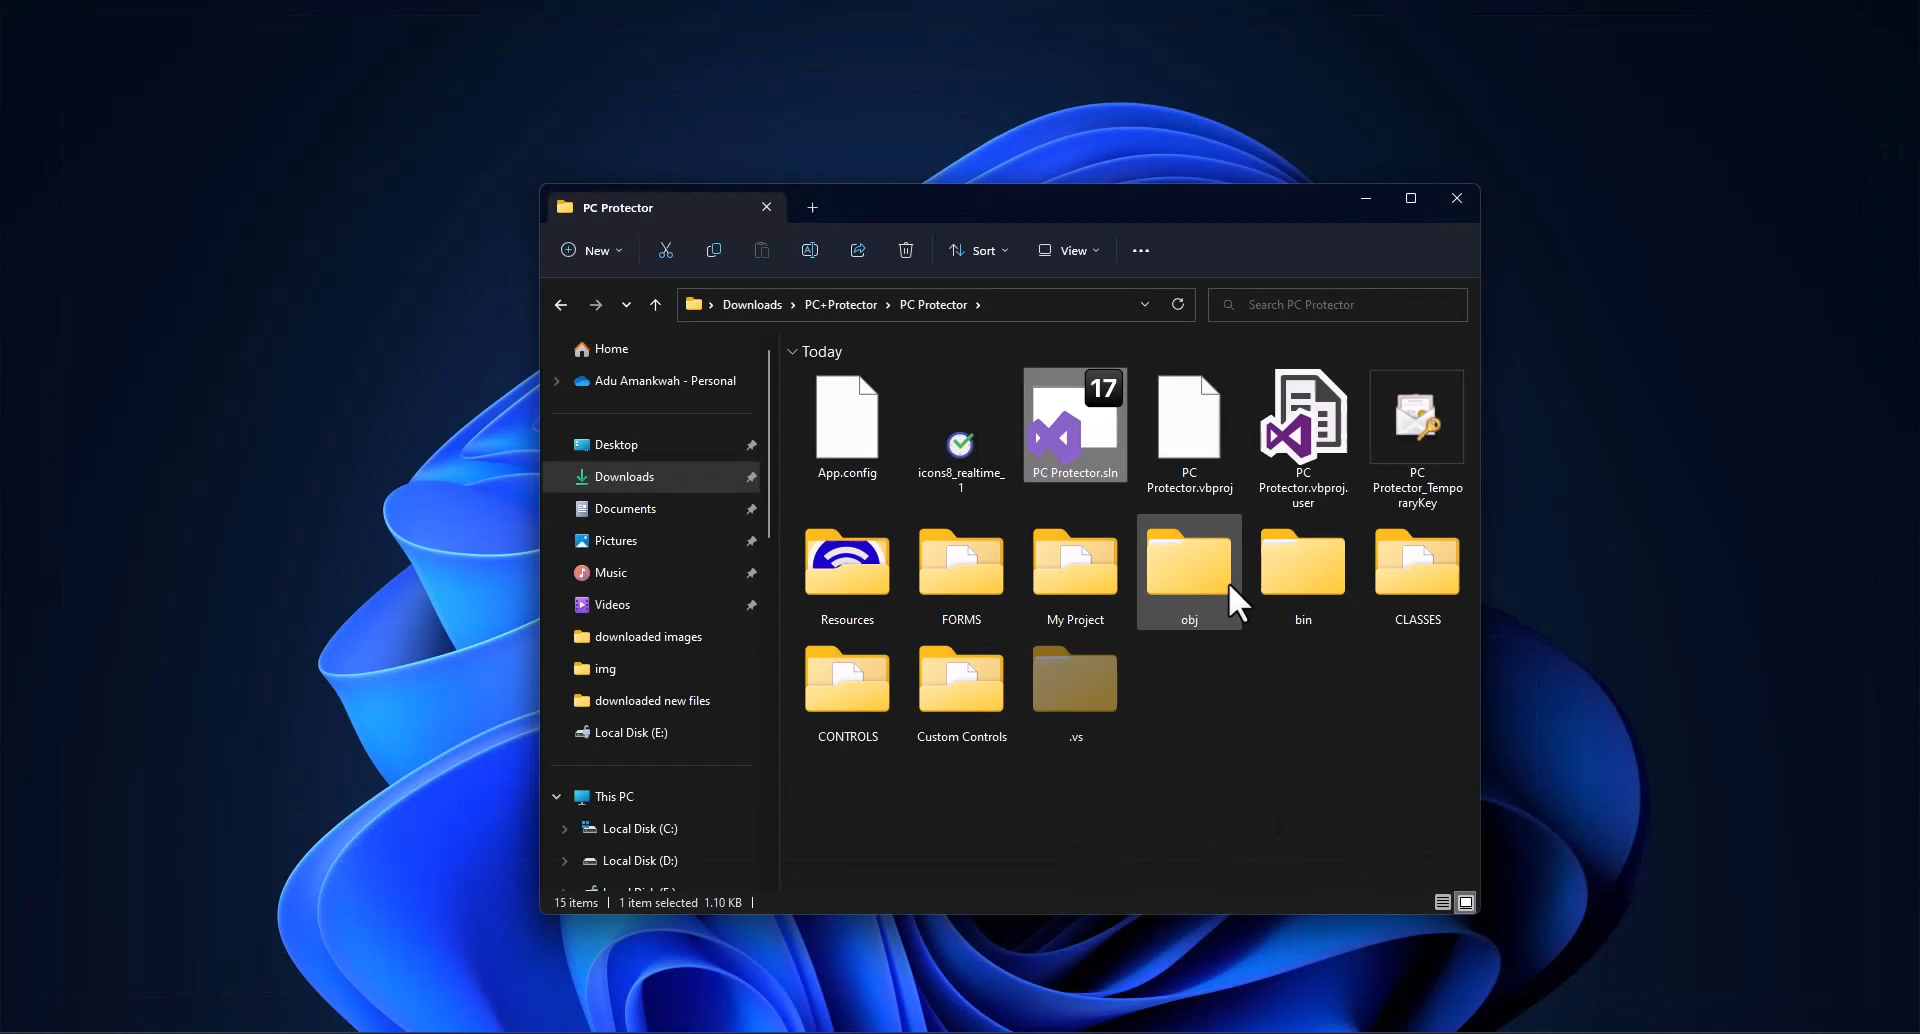 PC Protector
New
Sort
View
Downloads
PC+Protector
PC Protector
Search PC Protector
Home
Adu Amankwah - Personal
Desktop
Downloads
Documents
Pictures
Music
Videos
downloaded images
img
downloaded new files
Local Disk (E:)
This PC
Local Disk (C:)
Local Disk (D:)
Today
App.config
icons8_realtime_
1
17
PC Protector.sln
PC
Protector.vbproj
PC
Protector.vbproj.
user
PC
Protector_Tempo
raryKey
Resources
FORMS
My Project
obj
bin
CLASSES
CONTROLS
Custom Controls
.vs
15 items
1 item selected 1.10 KB